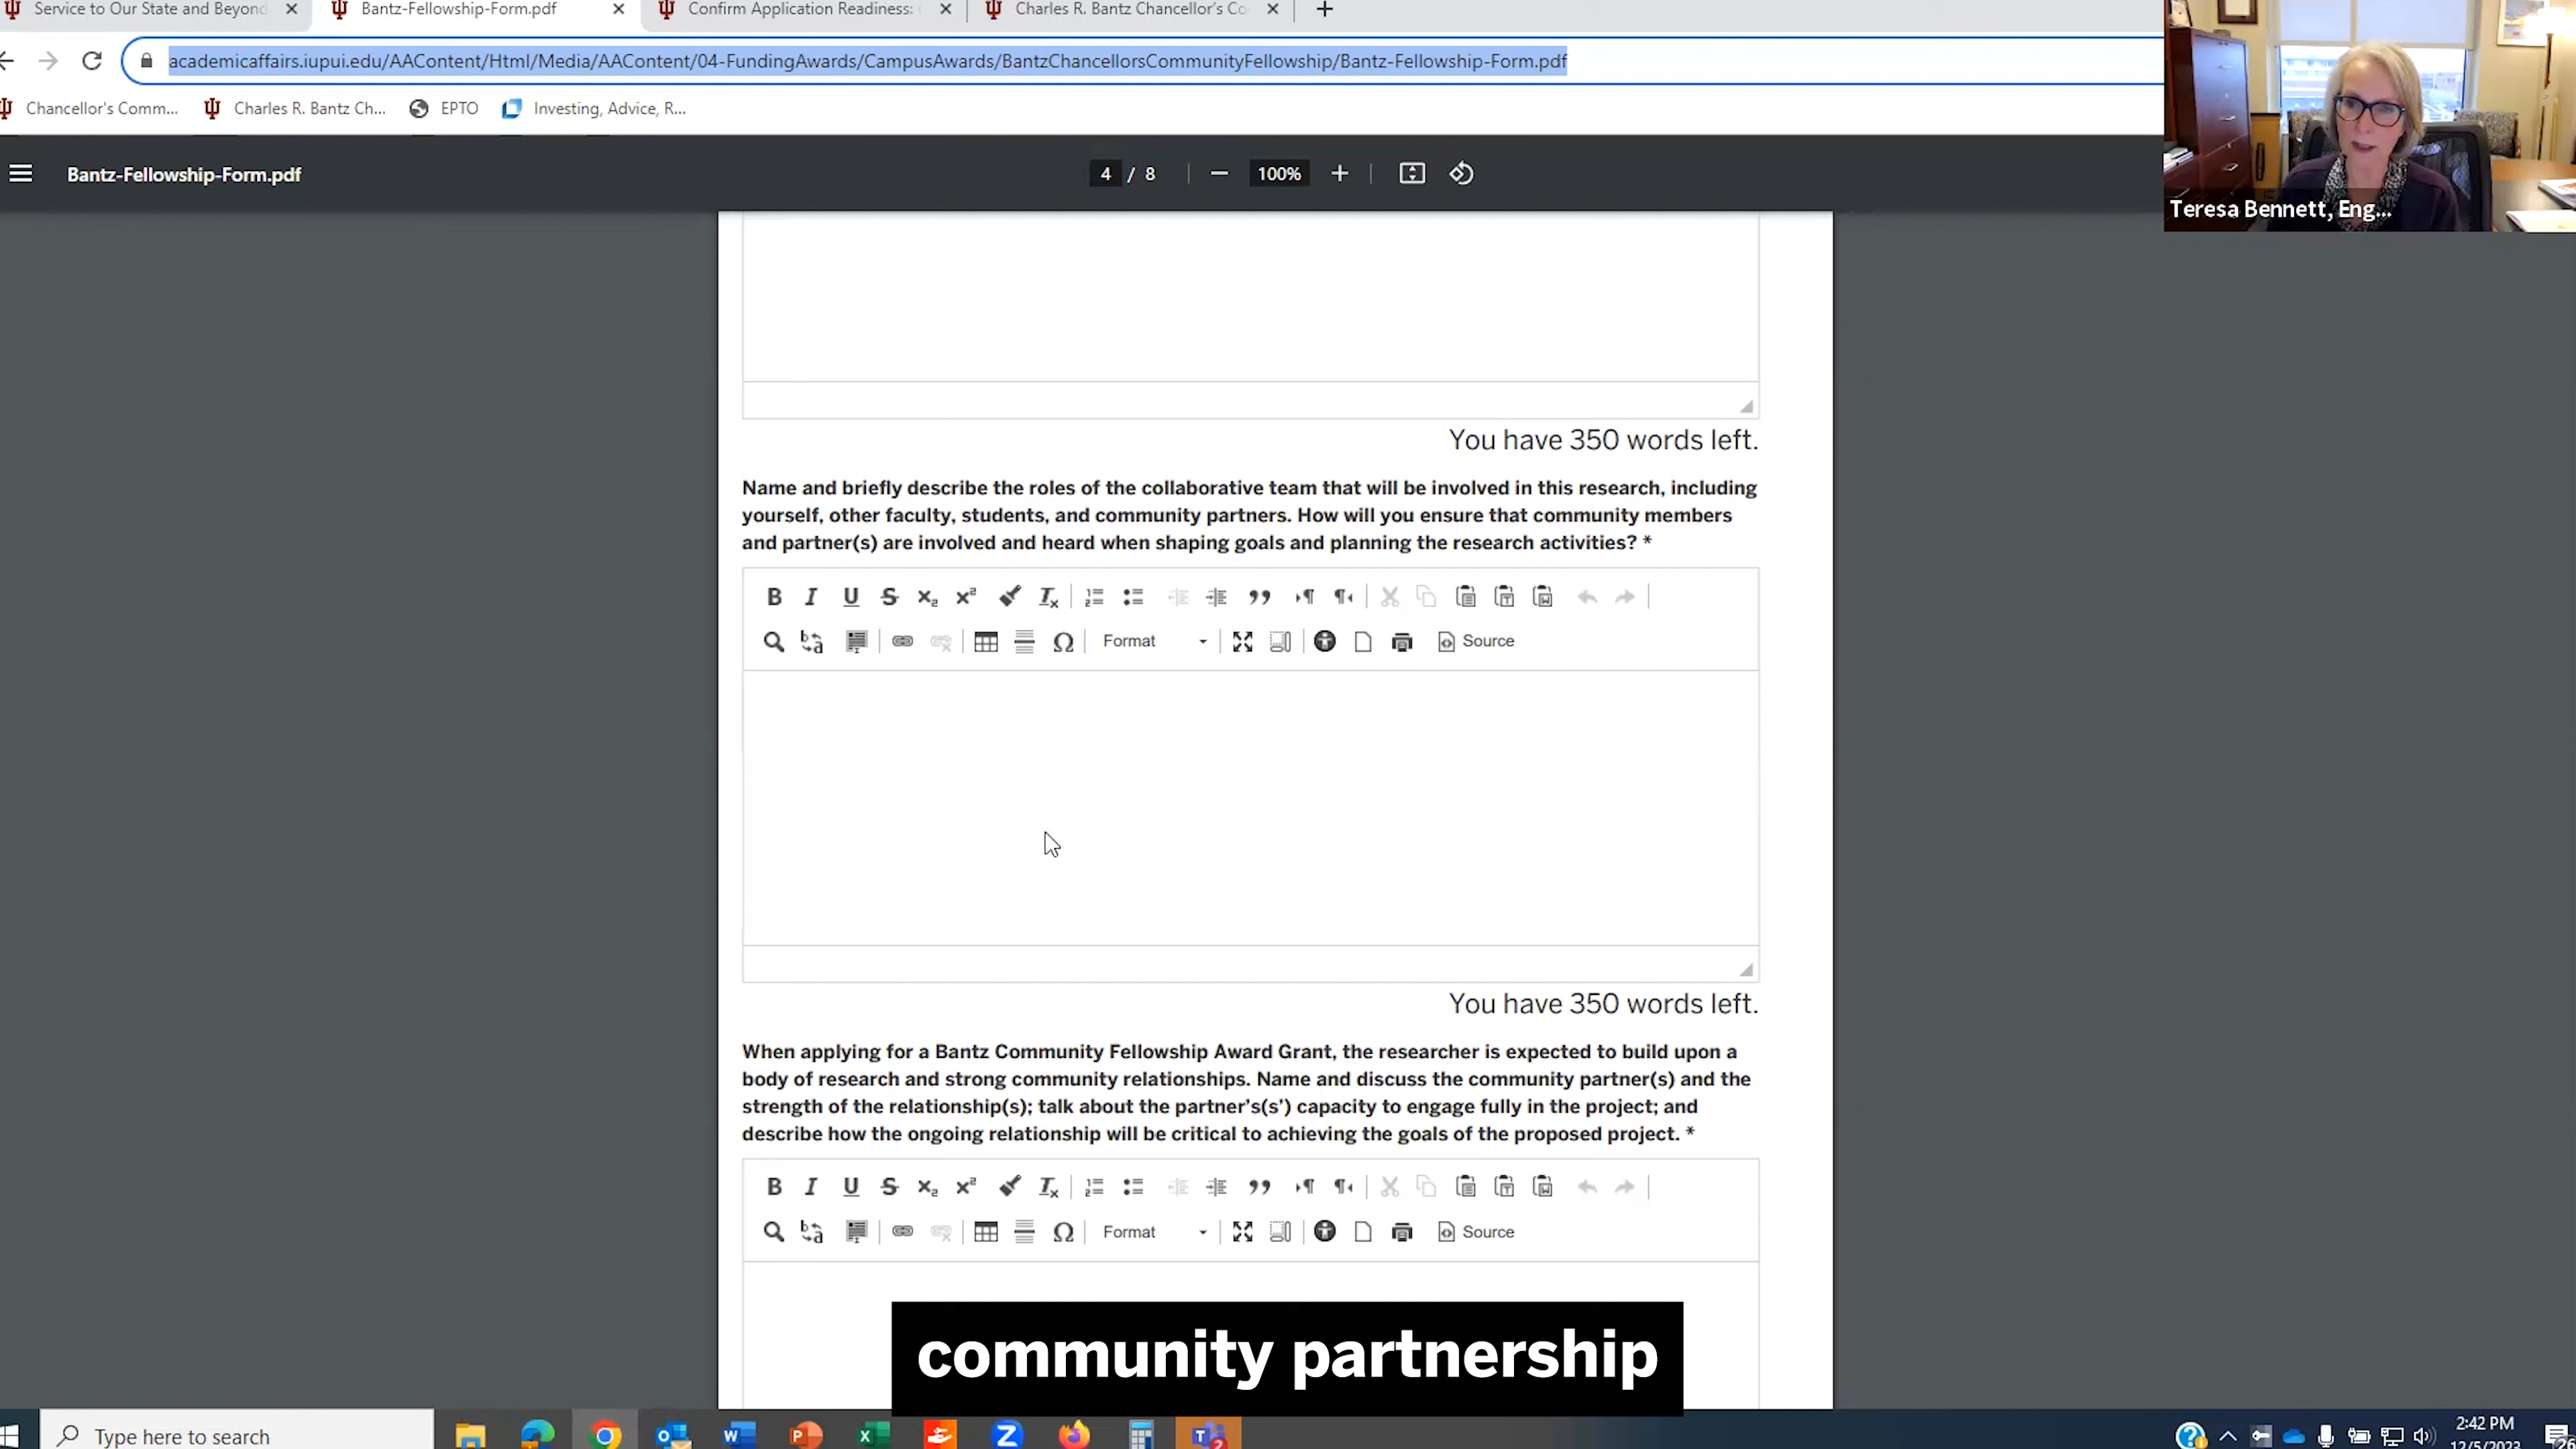 Service to Our State and Beyond
Bantz-Fellowship-Form.pdf
Confirm Application Readiness:
Charles R. Bantz Chancellor's Co
academicaffairs.iupui.edu/AAContent/Html/Media/AAContent/04-FundingAwards/CampusAwards/BantzChancellorsCommunityFellowship/Bantz-Fellowship-Form.pdf
Chancellor's Comm...
Charles R. Bantz Ch...
EPTO
Investing, Advice, R...
Bantz-Fellowship-Form.pdf
4 / 8
100%
Teresa Bennett, Eng...
You have 350 words left.
Name and briefly describe the roles of the collaborative team that will be involved in this research, including
yourself, other faculty, students, and community partners. How will you ensure that community members
and partner(s) are involved and heard when shaping goals and planning the research activities? *
Format
Source
You have 350 words left.
When applying for a Bantz Community Fellowship Award Grant, the researcher is expected to build upon a
body of research and strong community relationships. Name and discuss the community partner(s) and the
strength of the relationship(s); talk about the partner's(s') capacity to engage fully in the project; and
describe how the ongoing relationship will be critical to achieving the goals of the proposed project. *
Format
Source
community partnership
Type here to search
2:42 PM
12/5/2023